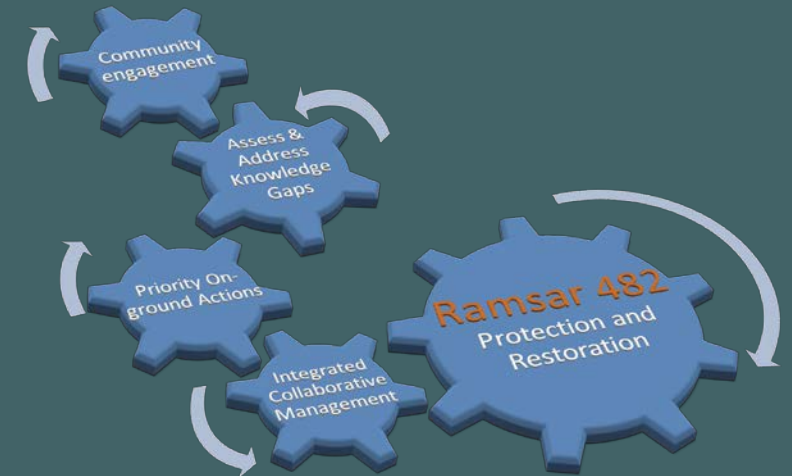 Community
engagement
Assess &
Address
Knowledge
Gaps
Priority On-
ground Actions
Integrated
Collaborative
Management
Ramsar 482
Protection and
Restoration